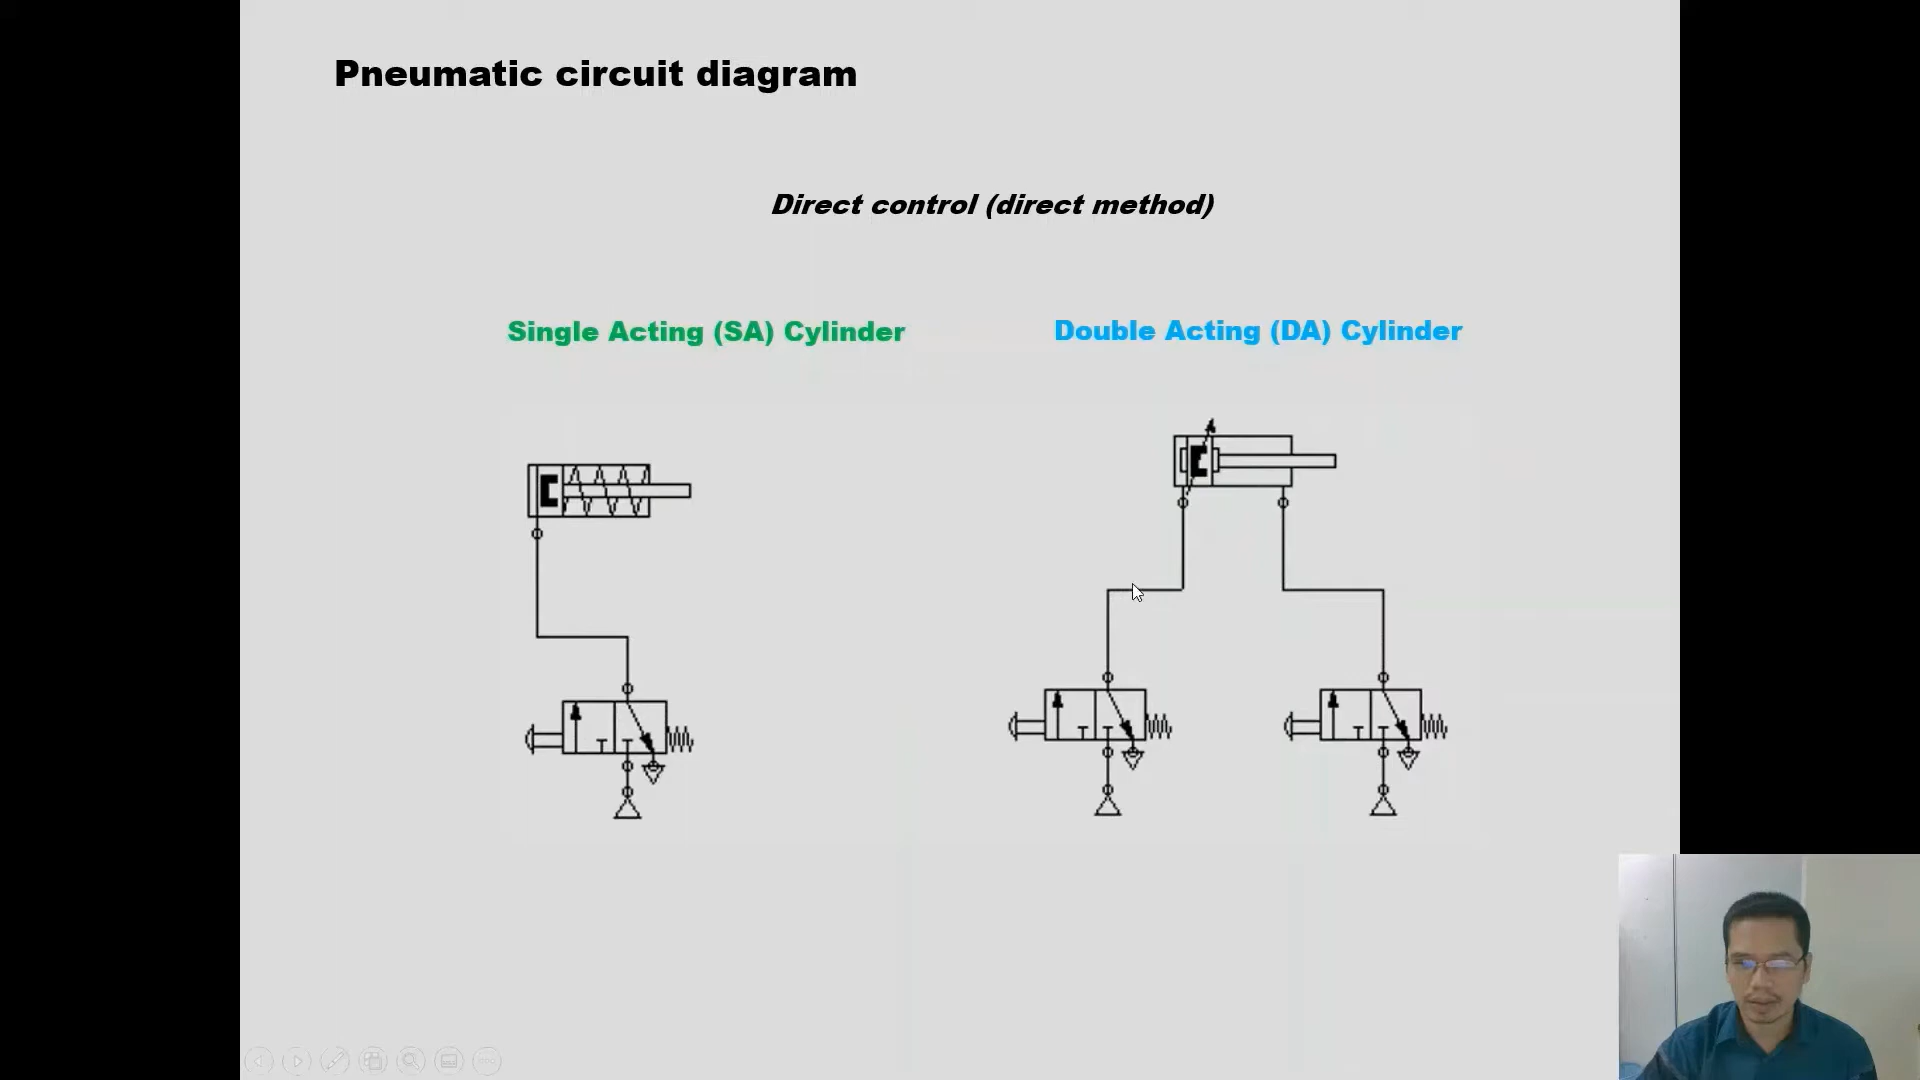 Pneumatic circuit diagram
Direct control (direct method)
Single Acting (SA) Cylinder
Double Acting (DA) Cylinder